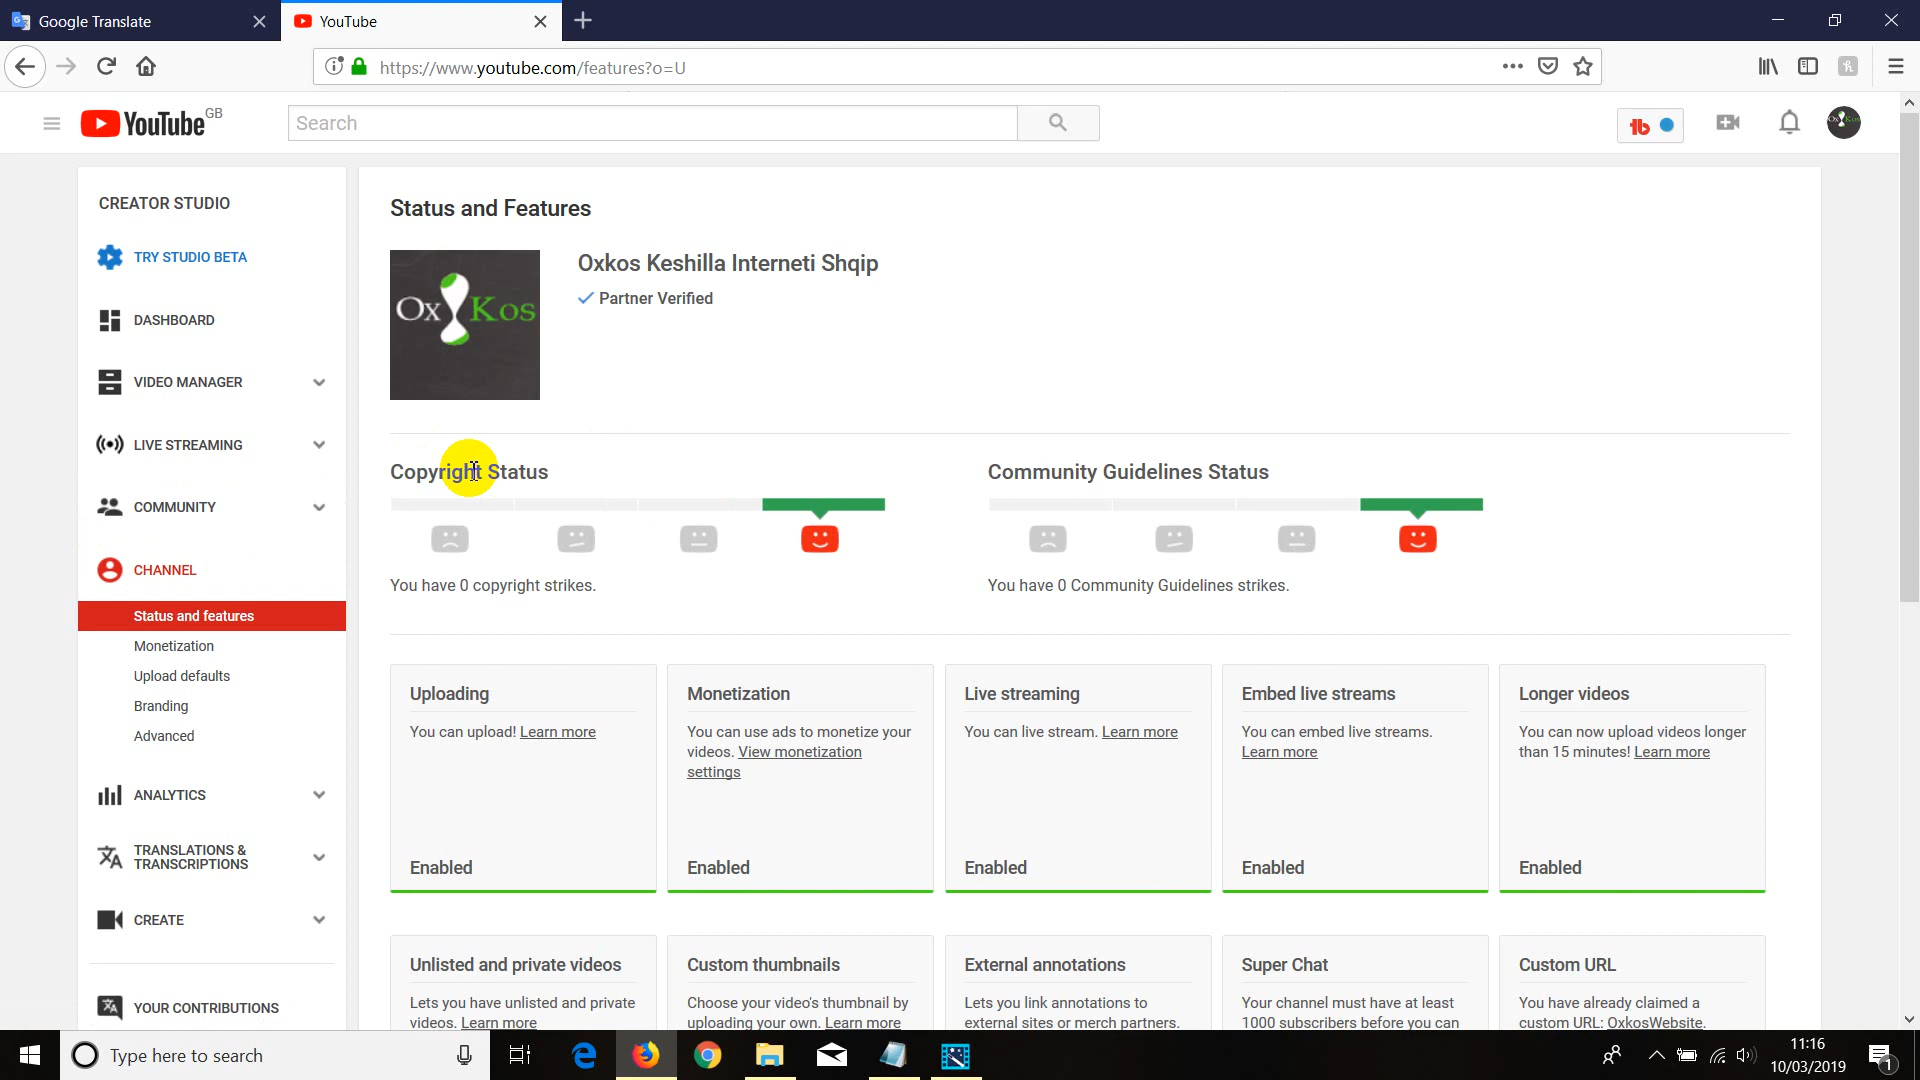 Google Translate
YouTube
https://www.youtube.com/features?o=U
YouTube GB
Search
CREATOR STUDIO
TRY STUDIO BETA
DASHBOARD
VIDEO MANAGER
LIVE STREAMING
COMMUNITY
CHANNEL
Status and features
Monetization
Upload defaults
Branding
Advanced
ANALYTICS
TRANSLATIONS &
TRANSCRIPTIONS
CREATE
YOUR CONTRIBUTIONS
Status and Features
Ox Kos
Oxkos Keshilla Interneti Shqip
Partner Verified
Copyright Status
You have 0 copyright strikes.
Community Guidelines Status
You have 0 Community Guidelines strikes.
Uploading
You can upload! Learn more
Enabled
Monetization
You can use ads to monetize your
videos. View monetization
settings
Enabled
Live streaming
You can live stream. Learn more
Enabled
Embed live streams
You can embed live streams.
Learn more
Enabled
Longer videos
You can now upload videos longer
than 15 minutes! Learn more
Enabled
Unlisted and private videos
Lets you have unlisted and private
videos. Learn more
Custom thumbnails
Choose your video's thumbnail by
uploading your own. Learn more
External annotations
Lets you link annotations to
external sites or merch partners.
Super Chat
Your channel must have at least
1000 subscribers before you can
Custom URL
You have already claimed a
custom URL: OxkosWebsite.
Type here to search
11:16
10/03/2019
1